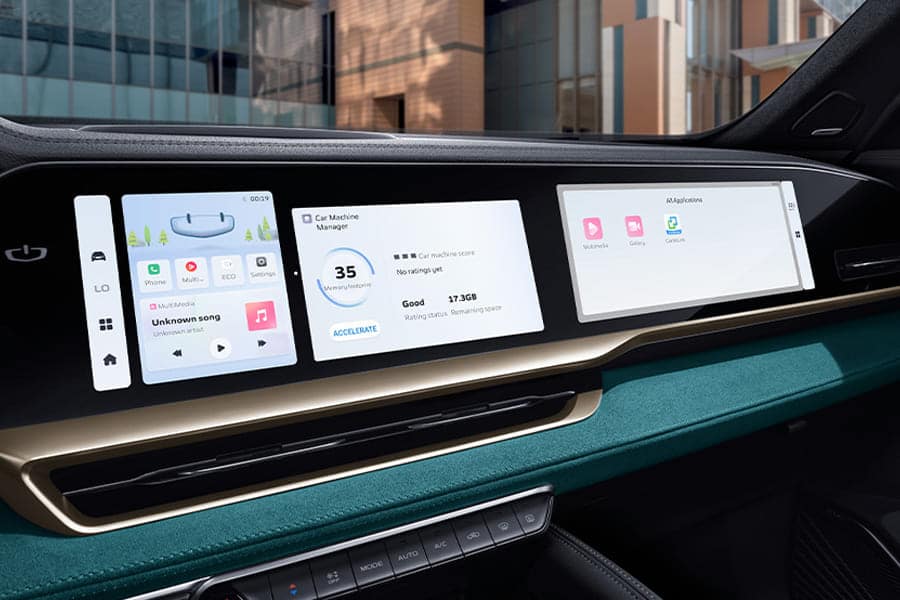 LO
00:19
Phone
Multi...
ECO
Settings
MultiMedia
Unknown song
Unknown artist
Car Machine
Manager
35
Memory footprint
ACCELERATE
Car machine score
No ratings yet
Good
17.3GB
Rating status
Remaining space
All Applications
Multimedia
Gallery
CarbitLink
OFF
MODE
AUTO
A/C